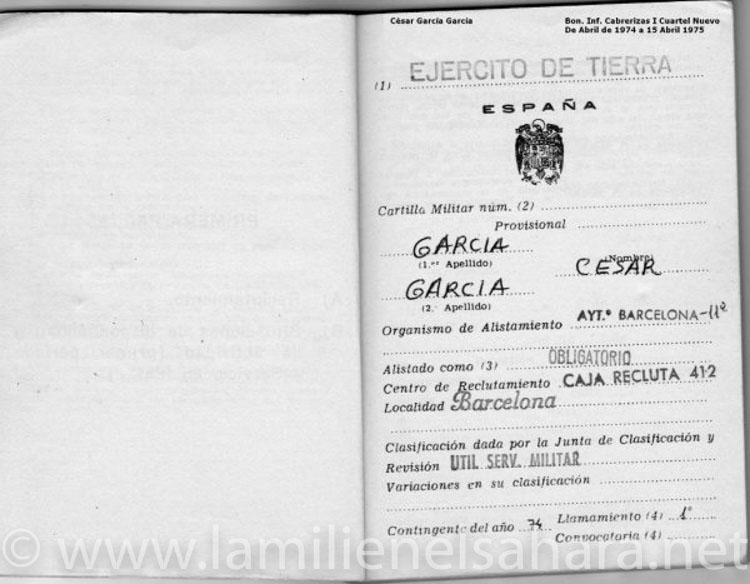 César García García
Bon. Inf. Cabrerizas I Cuartel Nuevo
De Abril de 1974 a 15 Abril 1975
(1) EJERCITO DE TIERRA
ESPAÑA
Cartilla Militar núm. (2)
Provisional
GARCIA
(1.er Apellido)
CESAR
(Nombre)
GARCIA
(2. Apellido)
Organismo de Alistamiento AYT.º BARCELONA-11º
Alistado como (3) OBLIGATORIO
Centro de Reclutamiento CAJA RECLUTA 412
Localidad Barcelona
Clasificación dada por la Junta de Clasificación y
Revisión UTIL SERV. MILITAR
Variaciones en su clasificación
Contingente del año 74 Llamamiento (4) 1º
Convocatoria (4)
© www.lamilienelsahara.net